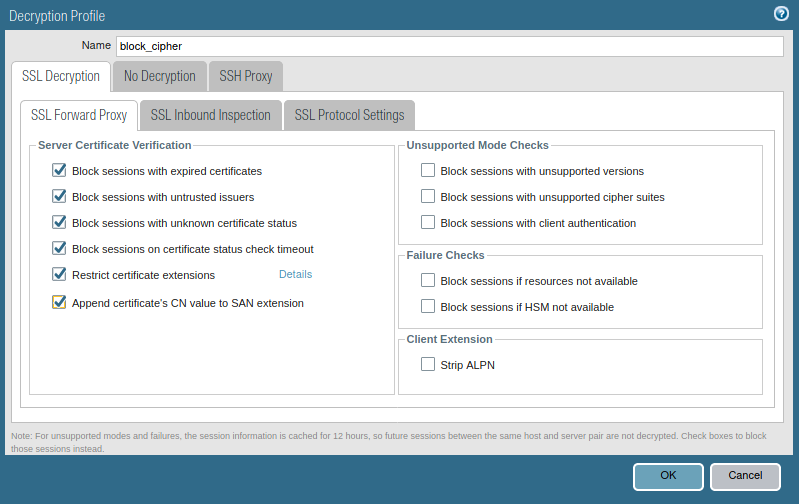 Decryption Profile
Name block_cipher
SSL Decryption No Decryption SSH Proxy
SSL Forward Proxy SSL Inbound Inspection SSL Protocol Settings
Server Certificate Verification
Block sessions with expired certificates
Block sessions with untrusted issuers
Block sessions with unknown certificate status
Block sessions on certificate status check timeout
Restrict certificate extensions Details
Append certificate's CN value to SAN extension
Unsupported Mode Checks
Block sessions with unsupported versions
Block sessions with unsupported cipher suites
Block sessions with client authentication
Failure Checks
Block sessions if resources not available
Block sessions if HSM not available
Client Extension
Strip ALPN
Note: For unsupported modes and failures, the session information is cached for 12 hours, so future sessions between the same host and server pair are not decrypted. Check boxes to block
those sessions instead.
OK Cancel